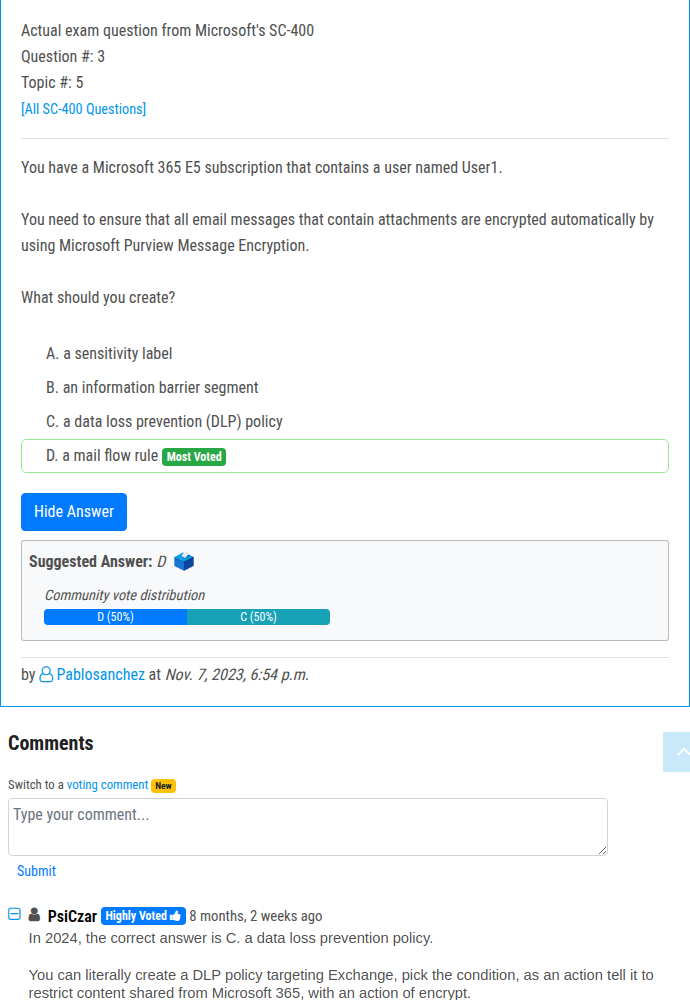 Actual exam question from Microsoft's SC-400
Question #: 3
Topic #: 5
[All SC-400 Questions]
You have a Microsoft 365 E5 subscription that contains a user named User1.
You need to ensure that all email messages that contain attachments are encrypted automatically by
using Microsoft Purview Message Encryption.
What should you create?
A. a sensitivity label
B. an information barrier segment
C. a data loss prevention (DLP) policy
D. a mail flow rule Most Voted
Hide Answer
Suggested Answer: D
Community vote distribution
D (50%) C (50%)
by Pablosanchez at Nov. 7, 2023, 6:54 p.m.
Comments
Switch to a voting comment New
Type your comment...
Submit
PsiCzar Highly Voted 8 months, 2 weeks ago
In 2024, the correct answer is C. a data loss prevention policy.
You can literally create a DLP policy targeting Exchange, pick the condition, as an action tell it to
restrict content shared from Microsoft 365, with an action of encrypt.